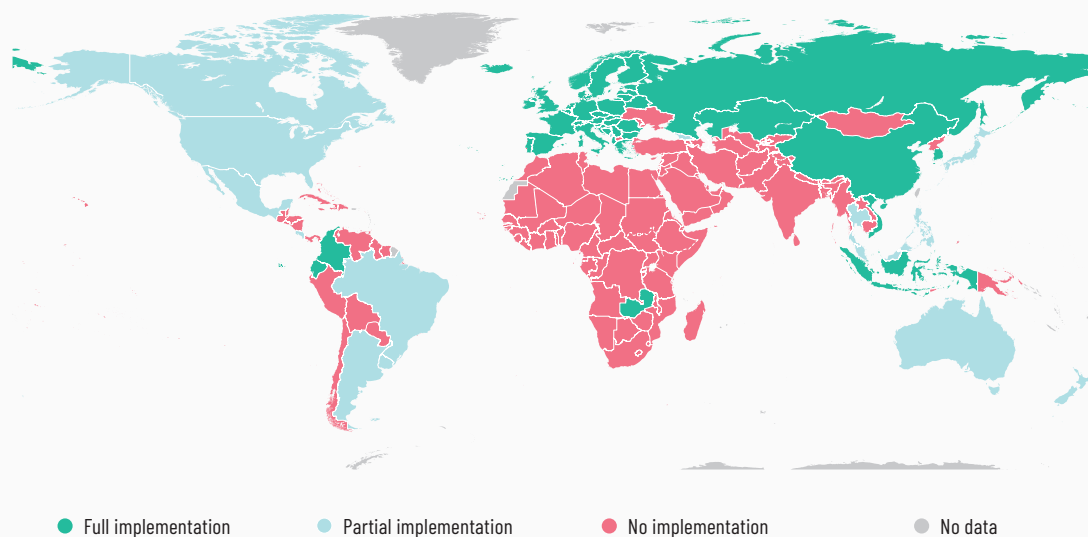 Full implementation
Partial implementation
No implementation
No data